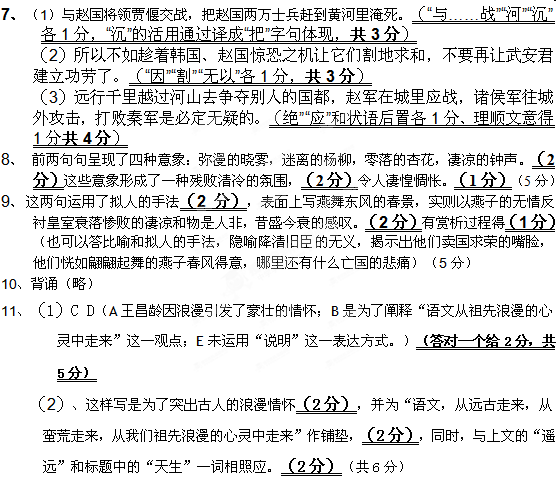 7、（1）与赵国将领贾偃交战，把赵国两万士兵赶到黄河里淹死。（“与……战”“河”“沉”
各1分，“沉”的活用通过译成“把”字句体现，共3分）
（2）所以不如趁着韩国、赵国惊恐之机让它们割地求和，不要再让武安君
建立功劳了。（“因”“割”“无以”各1分，共3分）
（3）远行千里越过河山去争夺别人的国都，赵军在城里应战，诸侯军往城
外攻击，打败秦军是必定无疑的。（绝”“应”和状语后置各1分、理顺文意得
1分共4分）
8、 前两句句呈现了四种意象：弥漫的晓雾，迷离的杨柳，零落的杏花，凄凉的钟声。（2
分）这些意象形成了一种残败清冷的氛围，（2分）令人凄惶惆怅。（1分）（5分）
9、这两句运用了拟人的手法（2 分），表面上写燕舞东风的春景，实则以燕子的无情反
衬皇室衰落惨败的凄凉和物是人非，昔盛今衰的感叹。（2分）有赏析过程得（1分）
（也可以答比喻和拟人的手法，隐喻降清旧臣的无义，揭示出他们卖国求荣的嘴脸，
他们恍如翩翩起舞的燕子春风得意，哪里还有什么亡国的悲痛）（5分）
10、背诵（略）
11、（1）C D（A王昌龄因浪漫引发了豪壮的情怀；B是为了阐释“语文从祖先浪漫的心
灵中走来”这一观点；E未运用“说明”这一表达方式。）（答对一个给2分，共
5分）
（2）、这样写是为了突出古人的浪漫情怀（2分），并为“语文，从远古走来，从
蛮荒走来，从我们祖先浪漫的心灵中走来”作铺垫，（2分），同时，与上文的“遥
远”和标题中的“天生”一词相照应。（2分）（共6分）